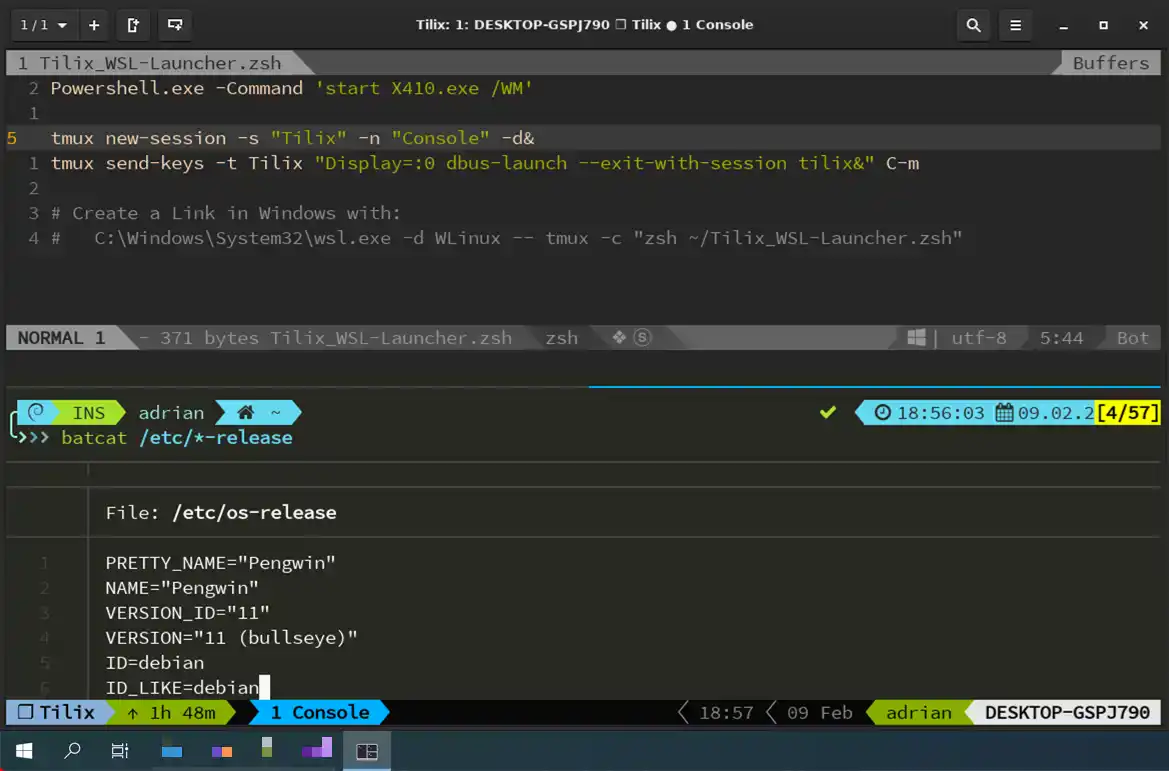 1/1
Tilix: 1: DESKTOP-GSPJ790 ❐ Tilix ● 1 Console
1 Tilix_WSL-Launcher.zsh
Buffers
2 Powershell.exe -Command 'start X410.exe /WM'
1
5 tmux new-session -s "Tilix" -n "Console" -d&
1 tmux send-keys -t Tilix "Display=:0 dbus-launch --exit-with-session tilix&" C-m
2
3 # Create a Link in Windows with:
4 #   C:\Windows\System32\wsl.exe -d WLinux -- tmux -c "zsh ~/Tilix_WSL-Launcher.zsh"
NORMAL 1 - 371 bytes Tilix_WSL-Launcher.zsh zsh ❖ Ⓢ | utf-8 5:44 Bot
INS adrian ~ ✔ 18:56:03 09.02.2[4/57]
❯❯❯ batcat /etc/*-release
File: /etc/os-release
1 PRETTY_NAME="Pengwin"
2 NAME="Pengwin"
3 VERSION_ID="11"
4 VERSION="11 (bullseye)"
5 ID=debian
6 ID_LIKE=debian
❐ Tilix ↑ 1h 48m 1 Console 18:57 09 Feb adrian DESKTOP-GSPJ790